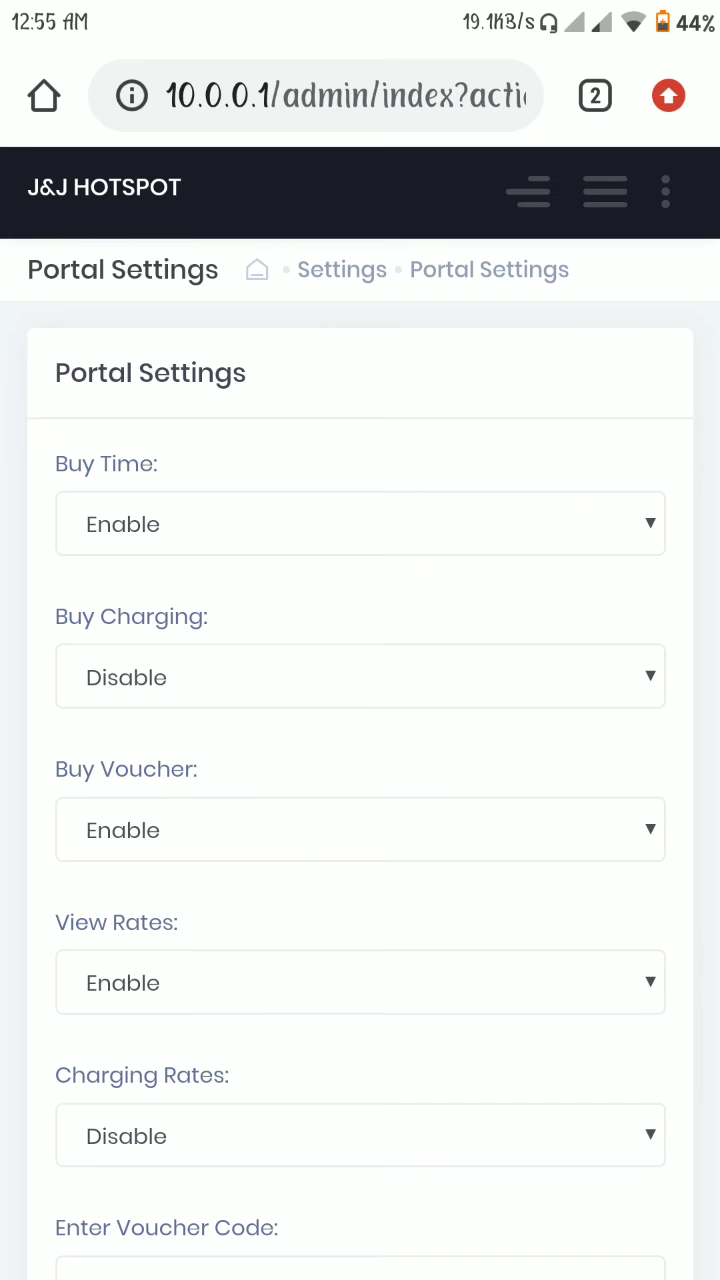 12:55 AM 19.1KB/s 44%
10.0.0.1/admin/index?acti 2
J&J HOTSPOT
Portal Settings • Settings • Portal Settings
Portal Settings
Buy Time:
Enable
Buy Charging:
Disable
Buy Voucher:
Enable
View Rates:
Enable
Charging Rates:
Disable
Enter Voucher Code: